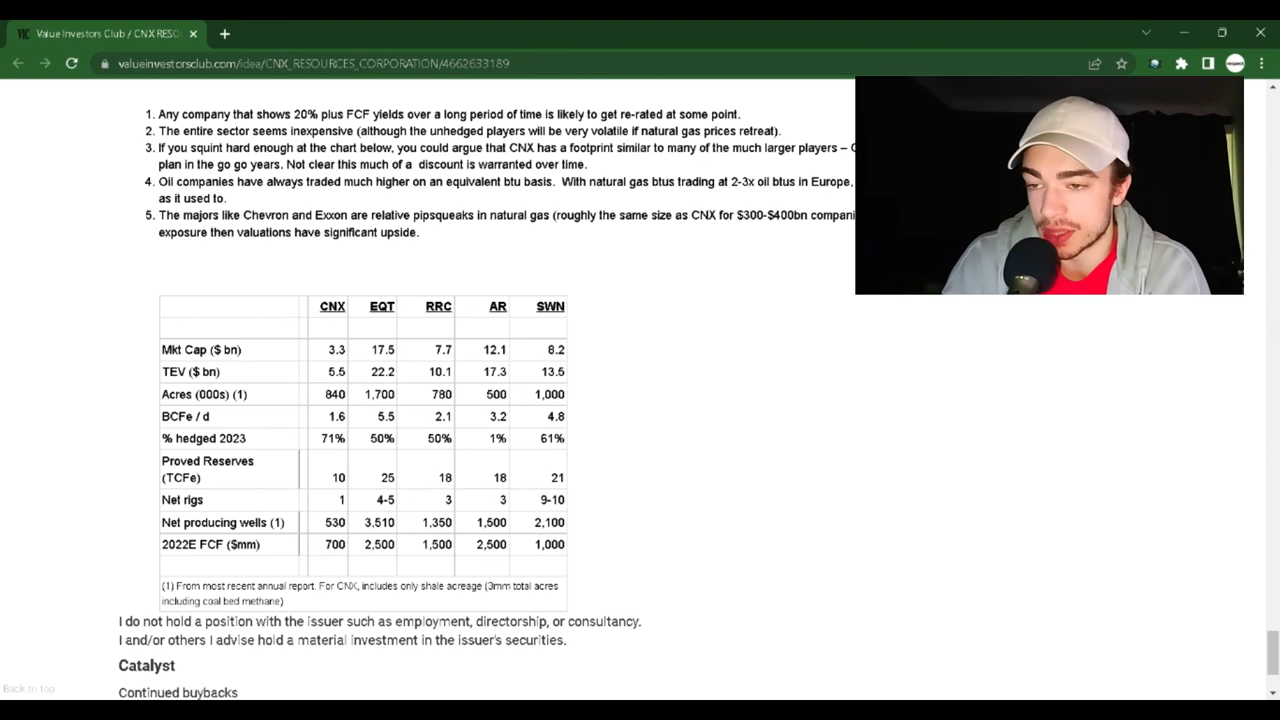 VIC Value Investors Club / CNX RESO
valueinvestorsclub.com/idea/CNX_RESOURCES_CORPORATION/4662633189
1. Any company that shows 20% plus FCF yields over a long period of time is likely to get re-rated at some point.
2. The entire sector seems inexpensive (although the unhedged players will be very volatile if natural gas prices retreat).
3. If you squint hard enough at the chart below, you could argue that CNX has a footprint similar to many of the much larger players –
plan in the go go years. Not clear this much of a discount is warranted over time.
4. Oil companies have always traded much higher on an equivalent btu basis. With natural gas btus trading at 2-3x oil btus in Europe,
as it used to.
5. The majors like Chevron and Exxon are relative pipsqueaks in natural gas (roughly the same size as CNX for $300-$400bn compani
exposure then valuations have significant upside.
CNX EQT RRC AR SWN
Mkt Cap ($ bn) 3.3 17.5 7.7 12.1 8.2
TEV ($ bn) 5.5 22.2 10.1 17.3 13.5
Acres (000s) (1) 840 1,700 780 500 1,000
BCFe / d 1.6 5.5 2.1 3.2 4.8
% hedged 2023 71% 50% 50% 1% 61%
Proved Reserves
(TCFe) 10 25 18 18 21
Net rigs 1 4-5 3 3 9-10
Net producing wells (1) 530 3,510 1,350 1,500 2,100
2022E FCF ($mm) 700 2,500 1,500 2,500 1,000
(1) From most recent annual report. For CNX, includes only shale acreage (3mm total acres
including coal bed methane)
I do not hold a position with the issuer such as employment, directorship, or consultancy.
I and/or others I advise hold a material investment in the issuer's securities.
Catalyst
Back to top
Continued buybacks